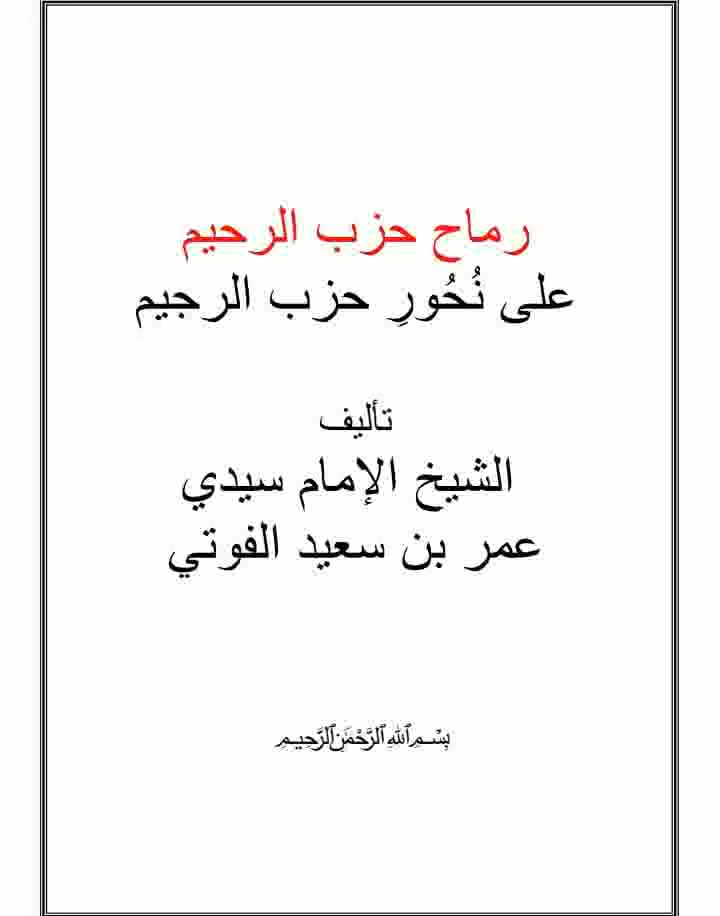 رماح حزب الرحيم
على نُحُورِ حزب الرجيم
تأليف
الشيخ الإمام سيدي
عمر بن سعيد الفوتي
بِسْمِ ٱللَّهِ ٱلرَّحْمَٰنِ ٱلرَّحِيمِ